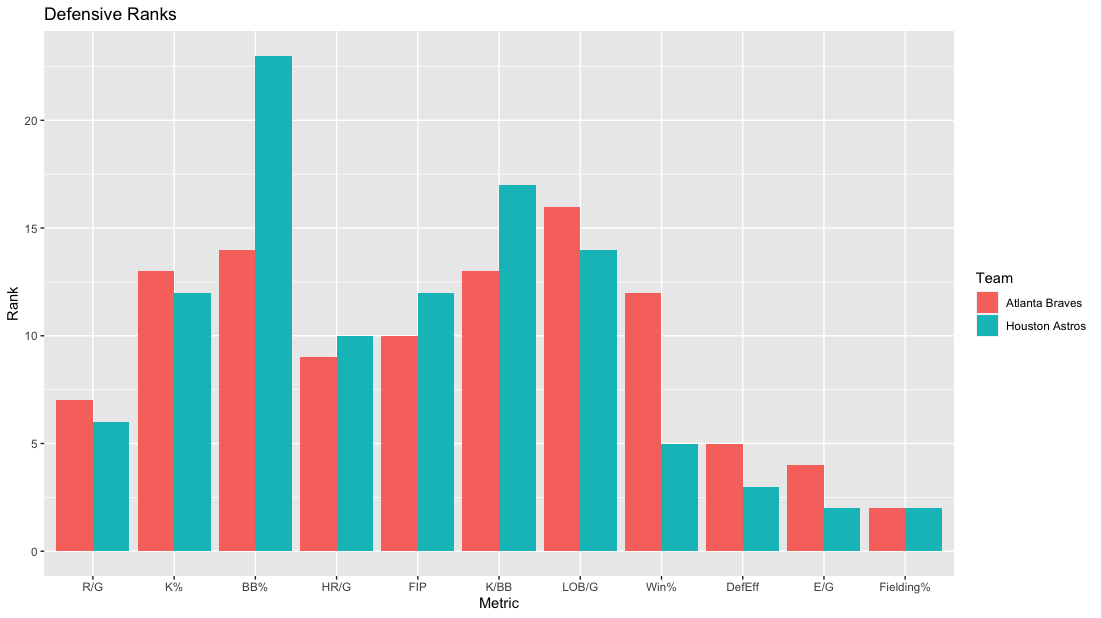 Defensive Ranks
Rank
20
15
10
5
0
R/G K% BB% HR/G FIP K/BB LOB/G Win% DefEff E/G Fielding%
Metric
Team
Atlanta Braves
Houston Astros